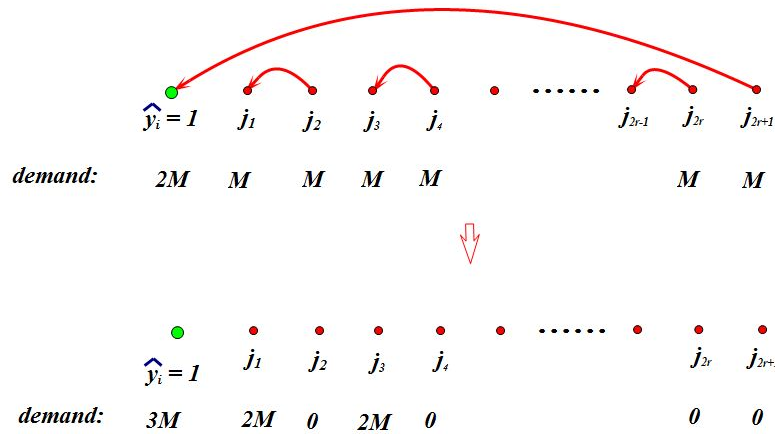 ŷᵢ = 1 j₁ j₂ j₃ j₄ ...... j₂ᵣ₋₁ j₂ᵣ j₂ᵣ₊₁
demand: 2M M M M M M M
ŷᵢ = 1 j₁ j₂ j₃ j₄ ...... j₂ᵣ j₂ᵣ₊
demand: 3M 2M 0 2M 0 0 0